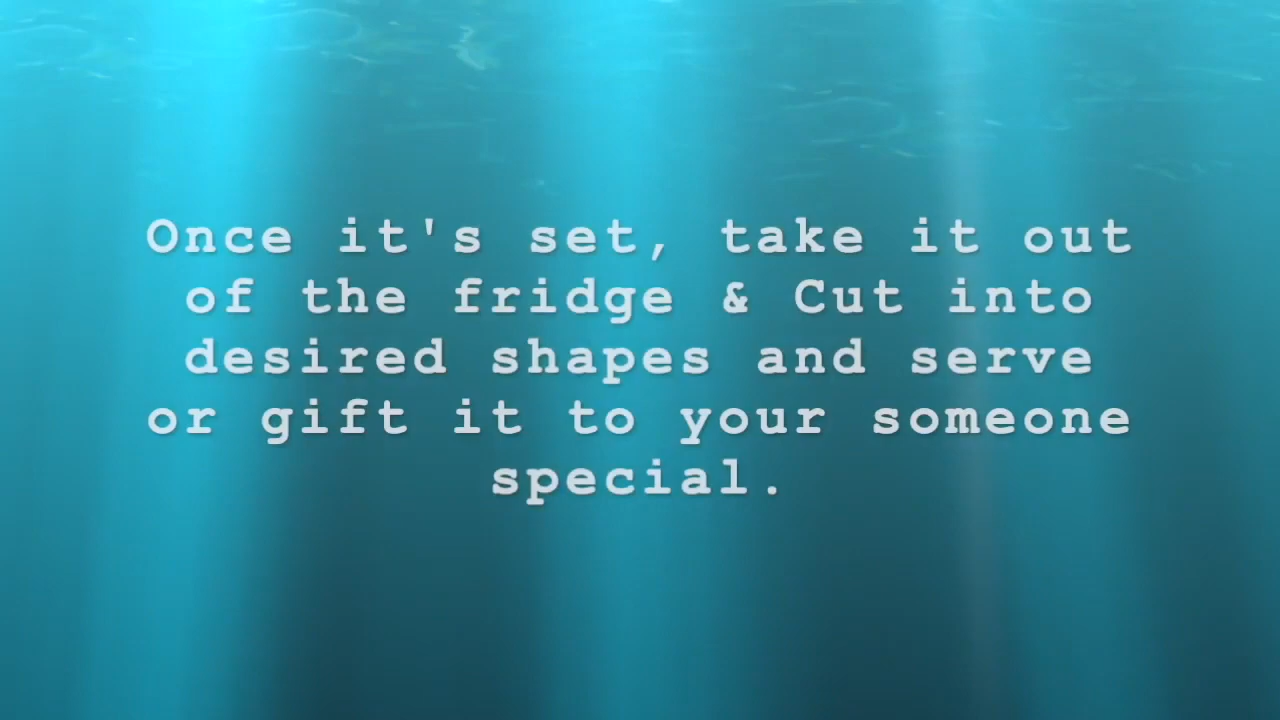 Once it's set, take it out
of the fridge & Cut into
desired shapes and serve
or gift it to your someone
special.